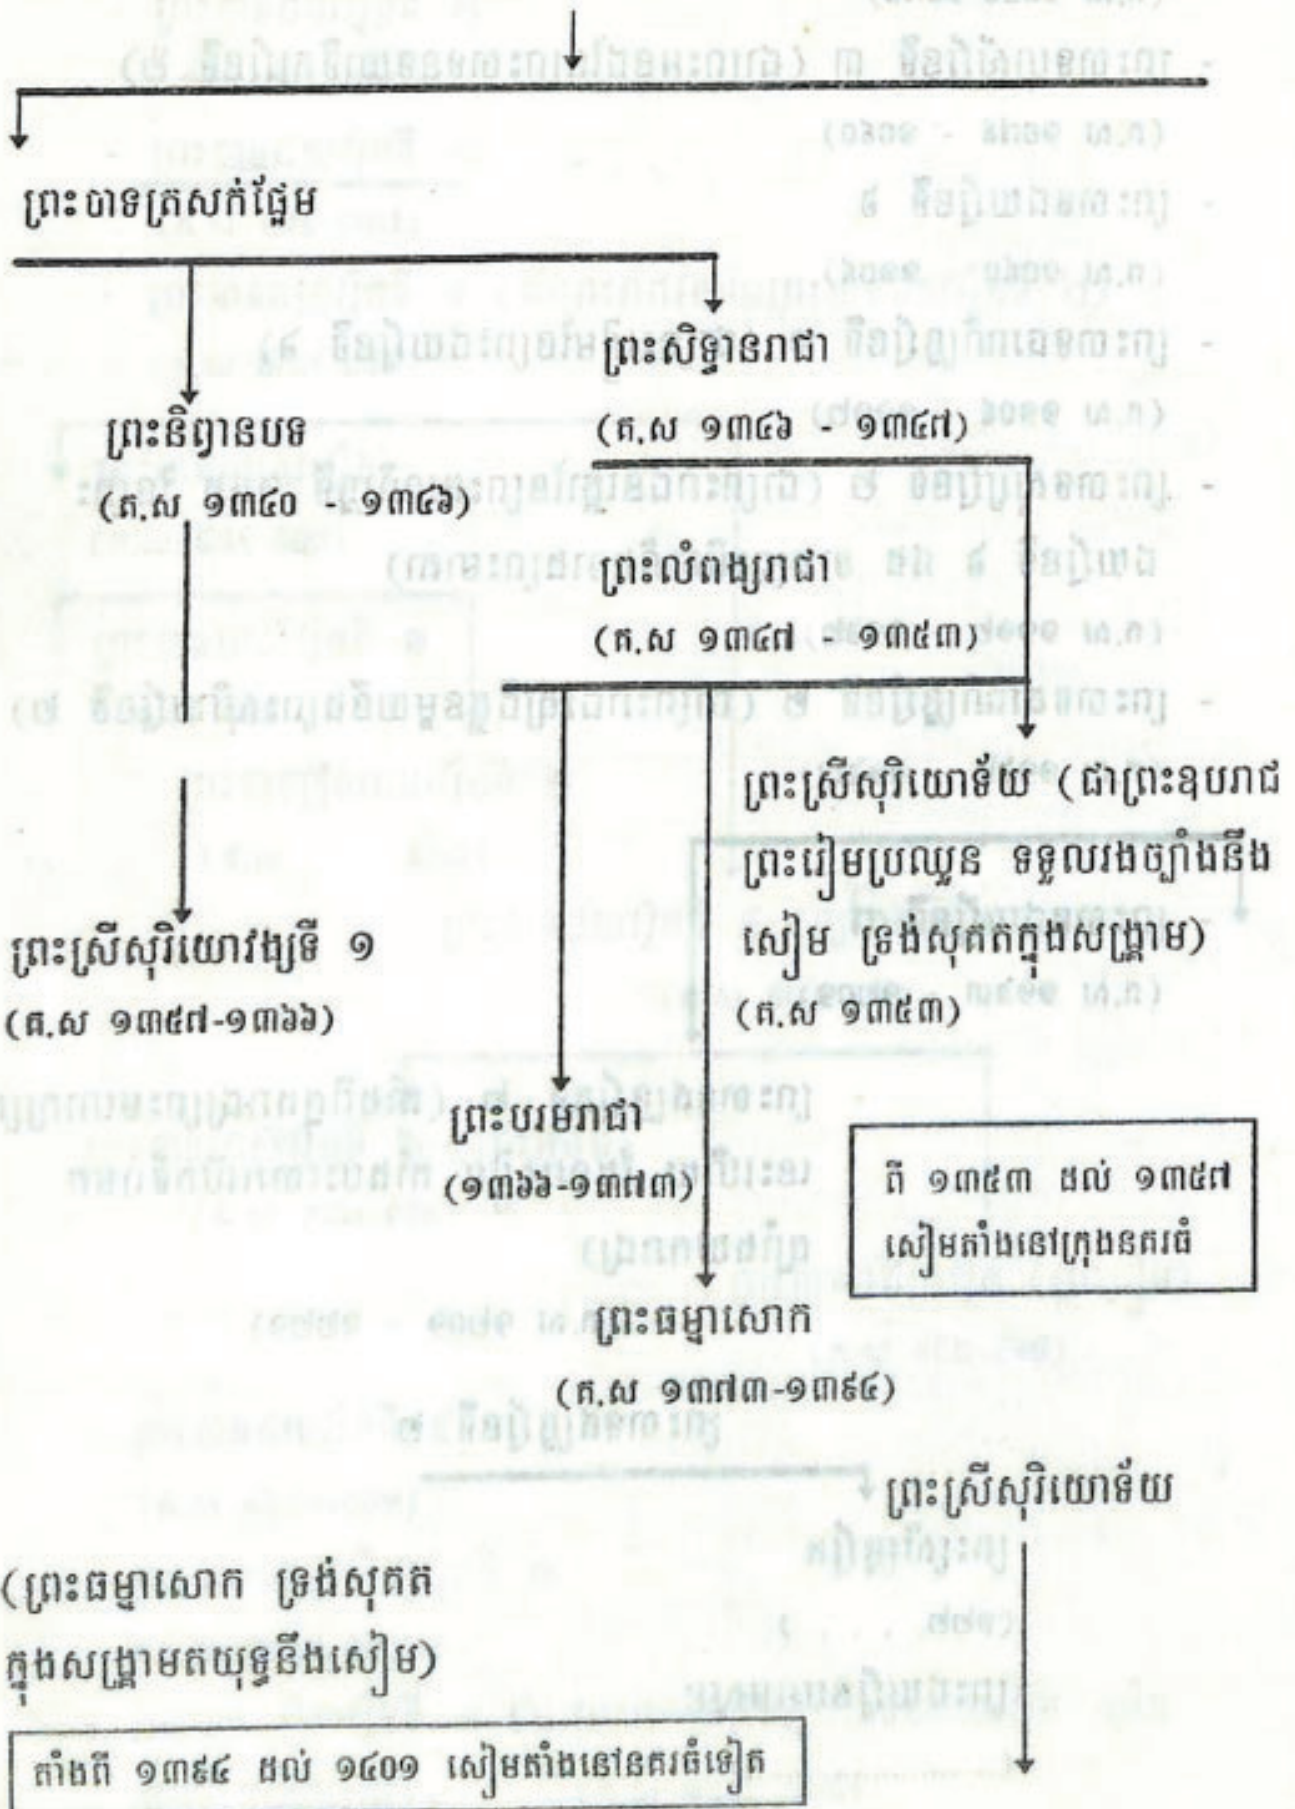 ព្រះបាទត្រសក់ផ្អែម
ព្រះសិទ្ធានរាជា
(គ.ស ១៣៤៦ - ១៣៤៧)
ព្រះនិព្វានបទ
(គ.ស ១៣៤០ - ១៣៤៦)
ព្រះលំពង្សរាជា
(គ.ស ១៣៤៧ - ១៣៥៣)
ព្រះស្រីសុរិយោទ័យ (ជាព្រះឧបរាជ
ព្រះរៀមប្រឈួន ទទួលរងច្បាំងនឹង
សៀម ទ្រង់សុគតក្នុងសង្គ្រាម)
(គ.ស ១៣៥៣)
ព្រះស្រីសុរិយោវង្សទី ១
(គ.ស ១៣៥៧-១៣៦៦)
ព្រះបរមរាជា
(១៣៦៦-១៣៧៣)
ពី ១៣៥៣ ដល់ ១៣៥៧
សៀមតាំងនៅក្រុងនគរធំ
ព្រះធម្មាសោក
(គ.ស ១៣៧៣-១៣៩៤)
ព្រះស្រីសុរិយោទ័យ
(ព្រះធម្មាសោក ទ្រង់សុគត
ក្នុងសង្គ្រាមតយុទ្ធនឹងសៀម)
តាំងពី ១៣៩៤ ដល់ ១៤០១ សៀមតាំងនៅនគរធំទៀត